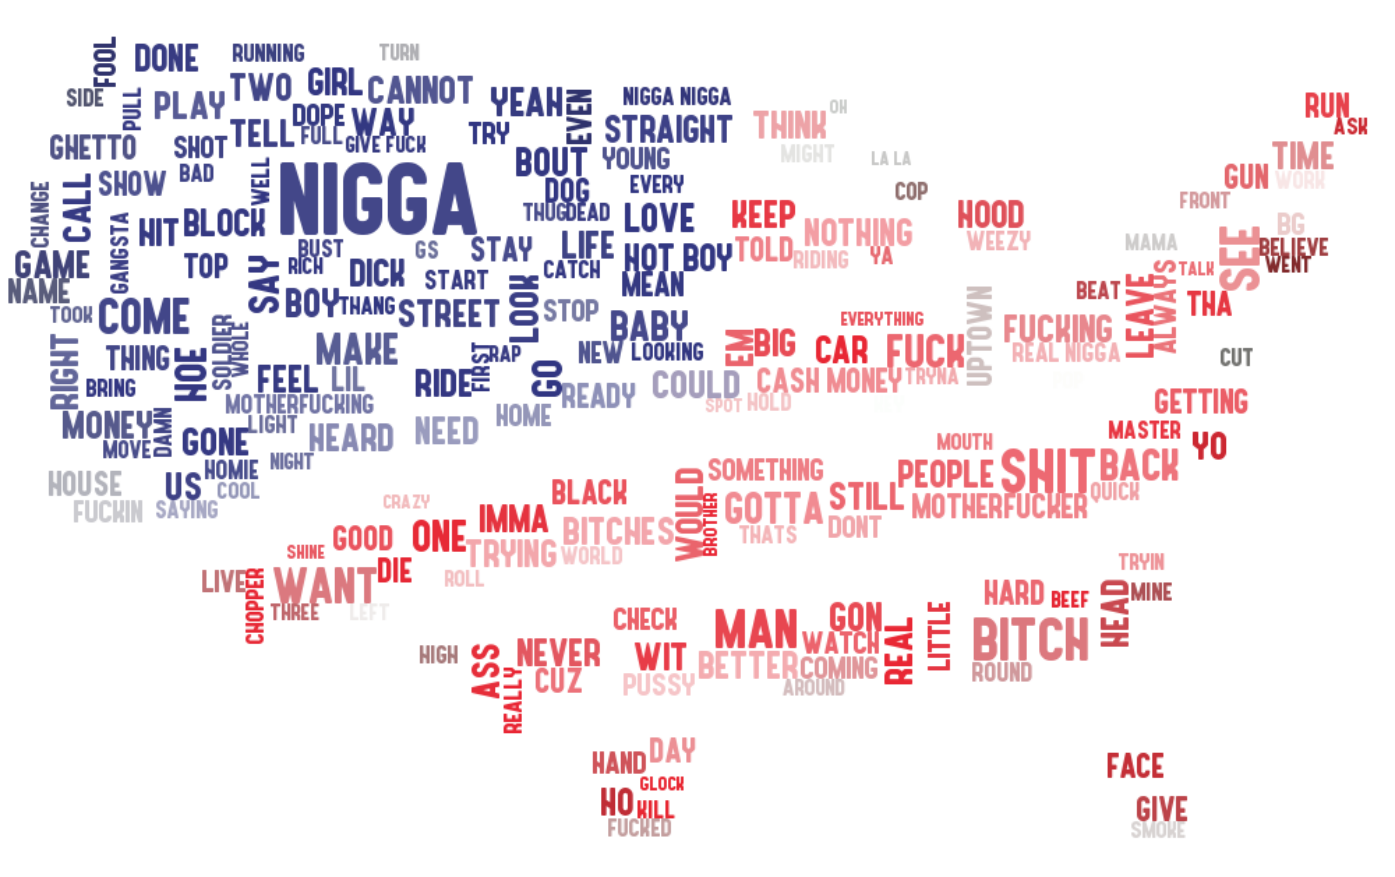 FOOL
DONE
RUNNING
TURN
SIDE
PULL
PLAY
TWO
GIRL
CANNOT
YEAH
EVEN
NIGGA NIGGA
OH
RUN
ASK
DOPE
WAY
FULL
GIVE FUCK
TELL
TRY
STRAIGHT
THINK
MIGHT
LA LA
GHETTO
SHOT
BOUT
YOUNG
TIME
WORK
GUN
CHANGE
CALL
SHOW
BAD
WELL
NIGGA
DOG
EVERY
COP
FRONT
THUG
DEAD
LOVE
KEEP
NOTHING
HOOD
WEEZY
BG
GANGSTA
HIT
BLOCK
BUST
GS
STAY
LIFE
HOT BOY
TOLD
RIDING
YA
MAMA
SEE
BELIEVE
WENT
GAME
NAME
TOP
SAY
RICH
DICK
START
CATCH
MEAN
TALK
ALWAYS
LEAVE
BEAT
THA
TOOK
COME
BOY
THANG
STREET
LOOK
STOP
BABY
EVERYTHING
UPTOWN
FUCKING
REAL NIGGA
RIGHT
THING
HOE
SOLDIER
WHOLE
MAKE
FIRST
RAP
NEW
LOOKING
EM
BIG
CAR
FUCK
CUT
BRING
FEEL
LIL
RIDE
GO
READY
COULD
CASH MONEY
TRYNA
SPOT
HOLD
MOTHERFUCKING
LIGHT
HOME
GETTING
MONEY
MOVE
DAMN
GONE
HEARD
NEED
MOUTH
MASTER
YO
HOMIE
NIGHT
HOUSE
US
COOL
FUCKIN
SAYING
SOMETHING
PEOPLE
SHIT
BACK
QUICK
CRAZY
BLACK
WOULD
BROTHER
GOTTA
STILL
MOTHERFUCKER
THATS
DONT
SHINE
GOOD
ONE
IMMA
BITCHES
TRYING
WORLD
LIVE
CHOPPER
WANT
DIE
ROLL
THREE
LEFT
TRYIN
MINE
HEAD
HARD
BEEF
CHECK
MAN
GON
WATCH
REAL
LITTLE
BITCH
ROUND
HIGH
ASS
REALLY
NEVER
CUZ
WIT
PUSSY
BETTER
COMING
AROUND
HAND
DAY
GLOCK
HO
KILL
FUCKED
FACE
GIVE
SMOKE